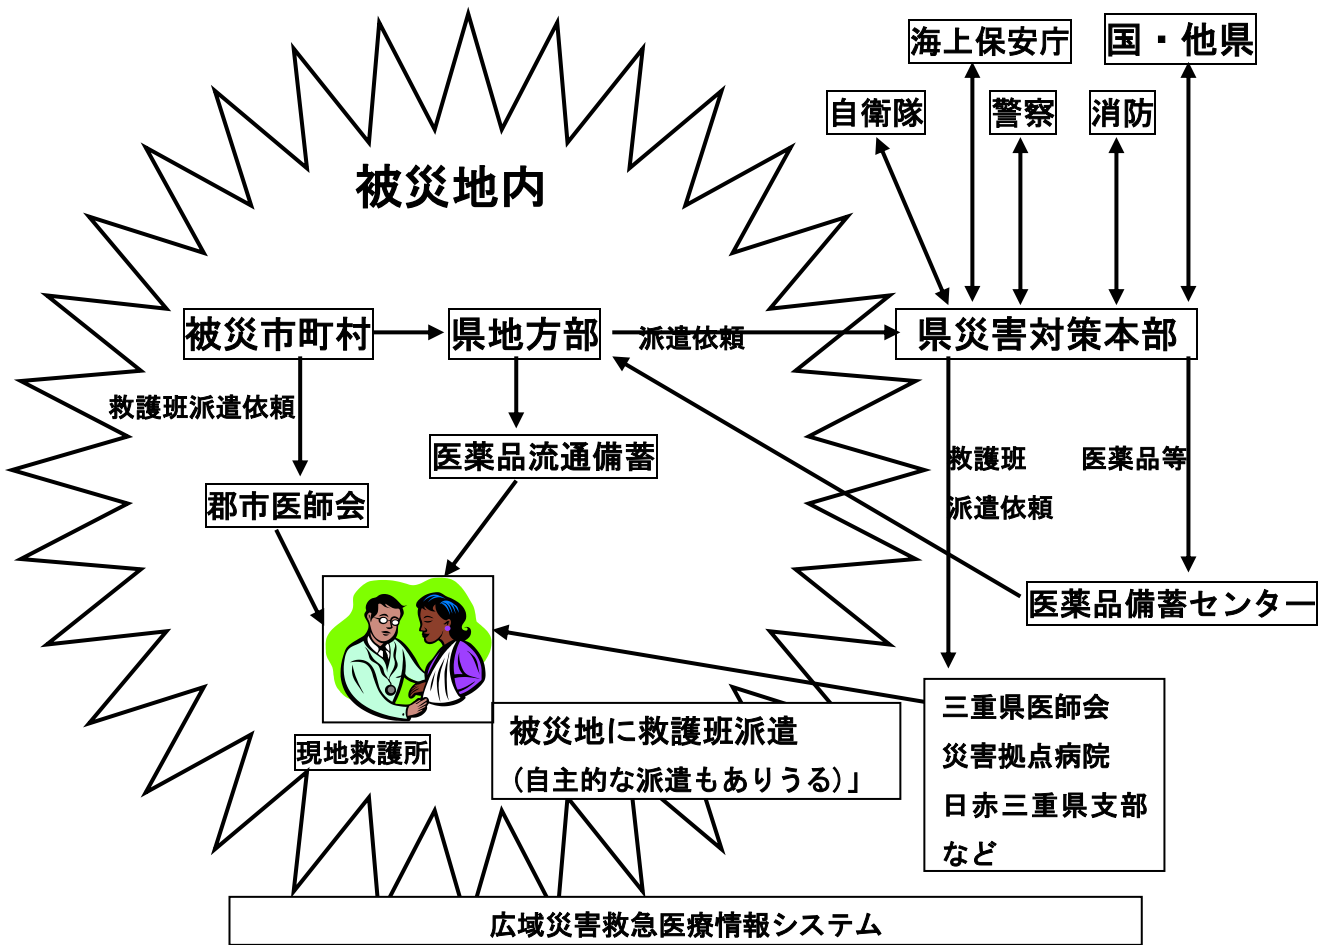 海上保安庁
国・他県
自衛隊
警察
消防
被災地内
被災市町村
県地方部
派遣依頼
県災害対策本部
救護班派遣依頼
医薬品流通備蓄
救護班
派遣依頼
医薬品等
郡市医師会
医薬品備蓄センター
三重県医師会
災害拠点病院
日赤三重県支部
など
被災地に救護班派遣
(自主的な派遣もありうる)」
現地救護所
広域災害救急医療情報システム